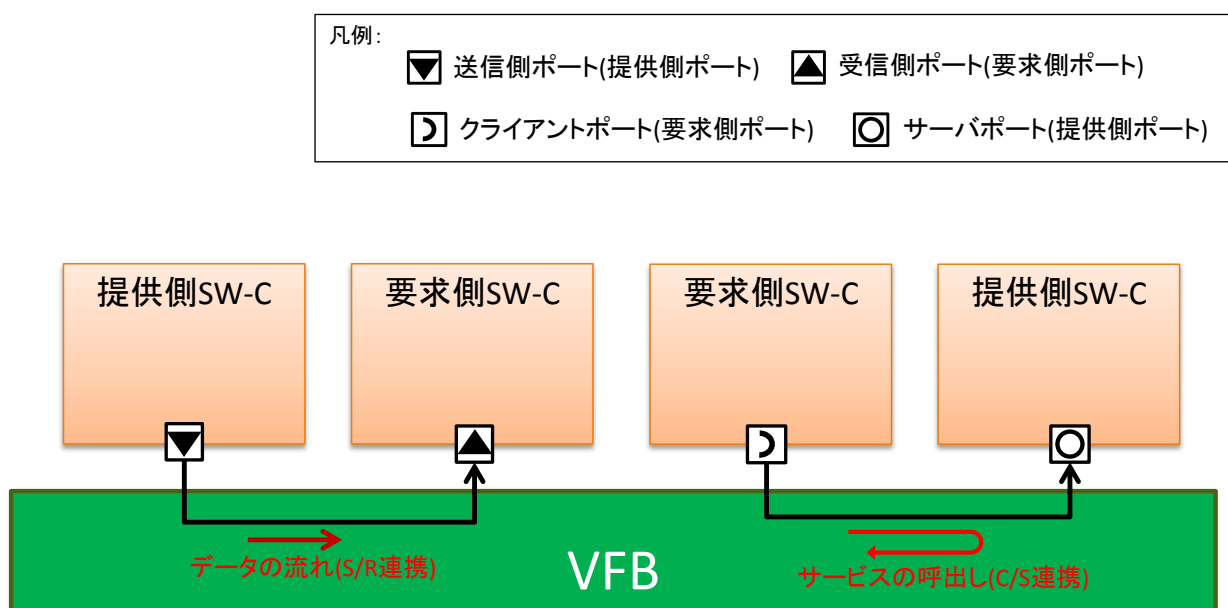 凡例：
送信側ポート(提供側ポート) 受信側ポート(要求側ポート)
クライアントポート(要求側ポート) サーバポート(提供側ポート)
提供側SW-C 要求側SW-C 要求側SW-C 提供側SW-C
データの流れ(S/R連携) VFB サービスの呼出し(C/S連携)